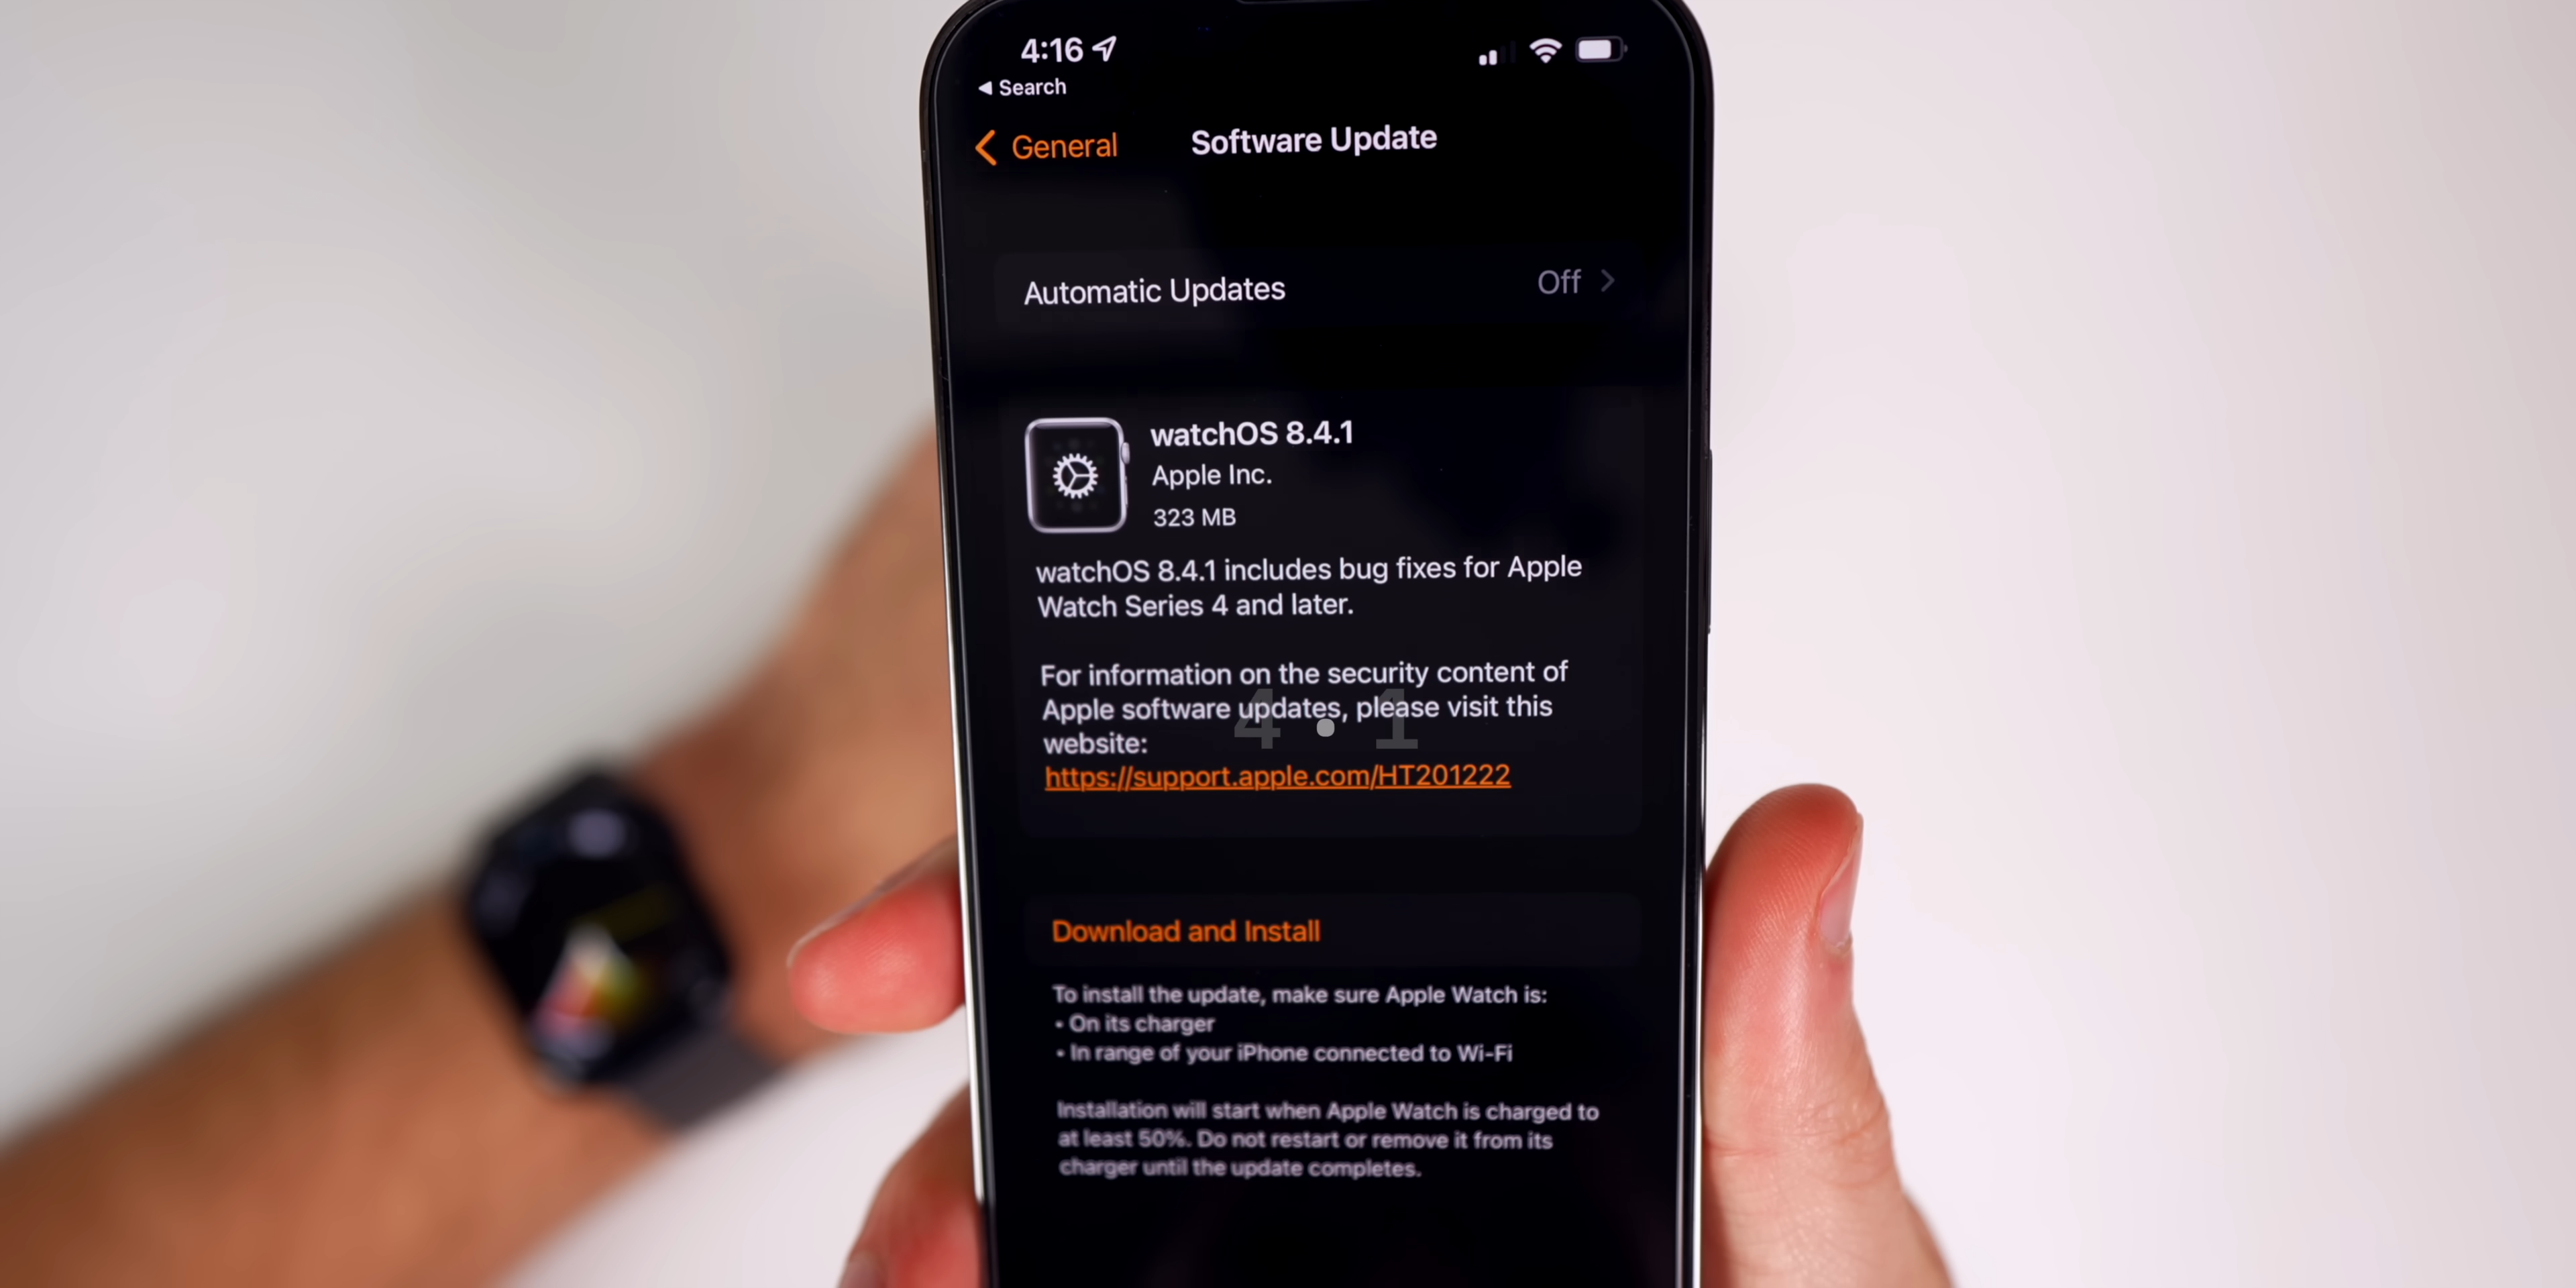 4:16
◀ Search
General
Software Update
Automatic Updates
Off
watchOS 8.4.1
Apple Inc.
323 MB
watchOS 8.4.1 includes bug fixes for Apple
Watch Series 4 and later.
For information on the security content of
Apple software updates, please visit this
website:
4 • 1
https://support.apple.com/HT201222
Download and Install
To install the update, make sure Apple Watch is:
• On its charger
• In range of your iPhone connected to Wi-Fi
Installation will start when Apple Watch is charged to
at least 50%. Do not restart or remove it from its
charger until the update completes.